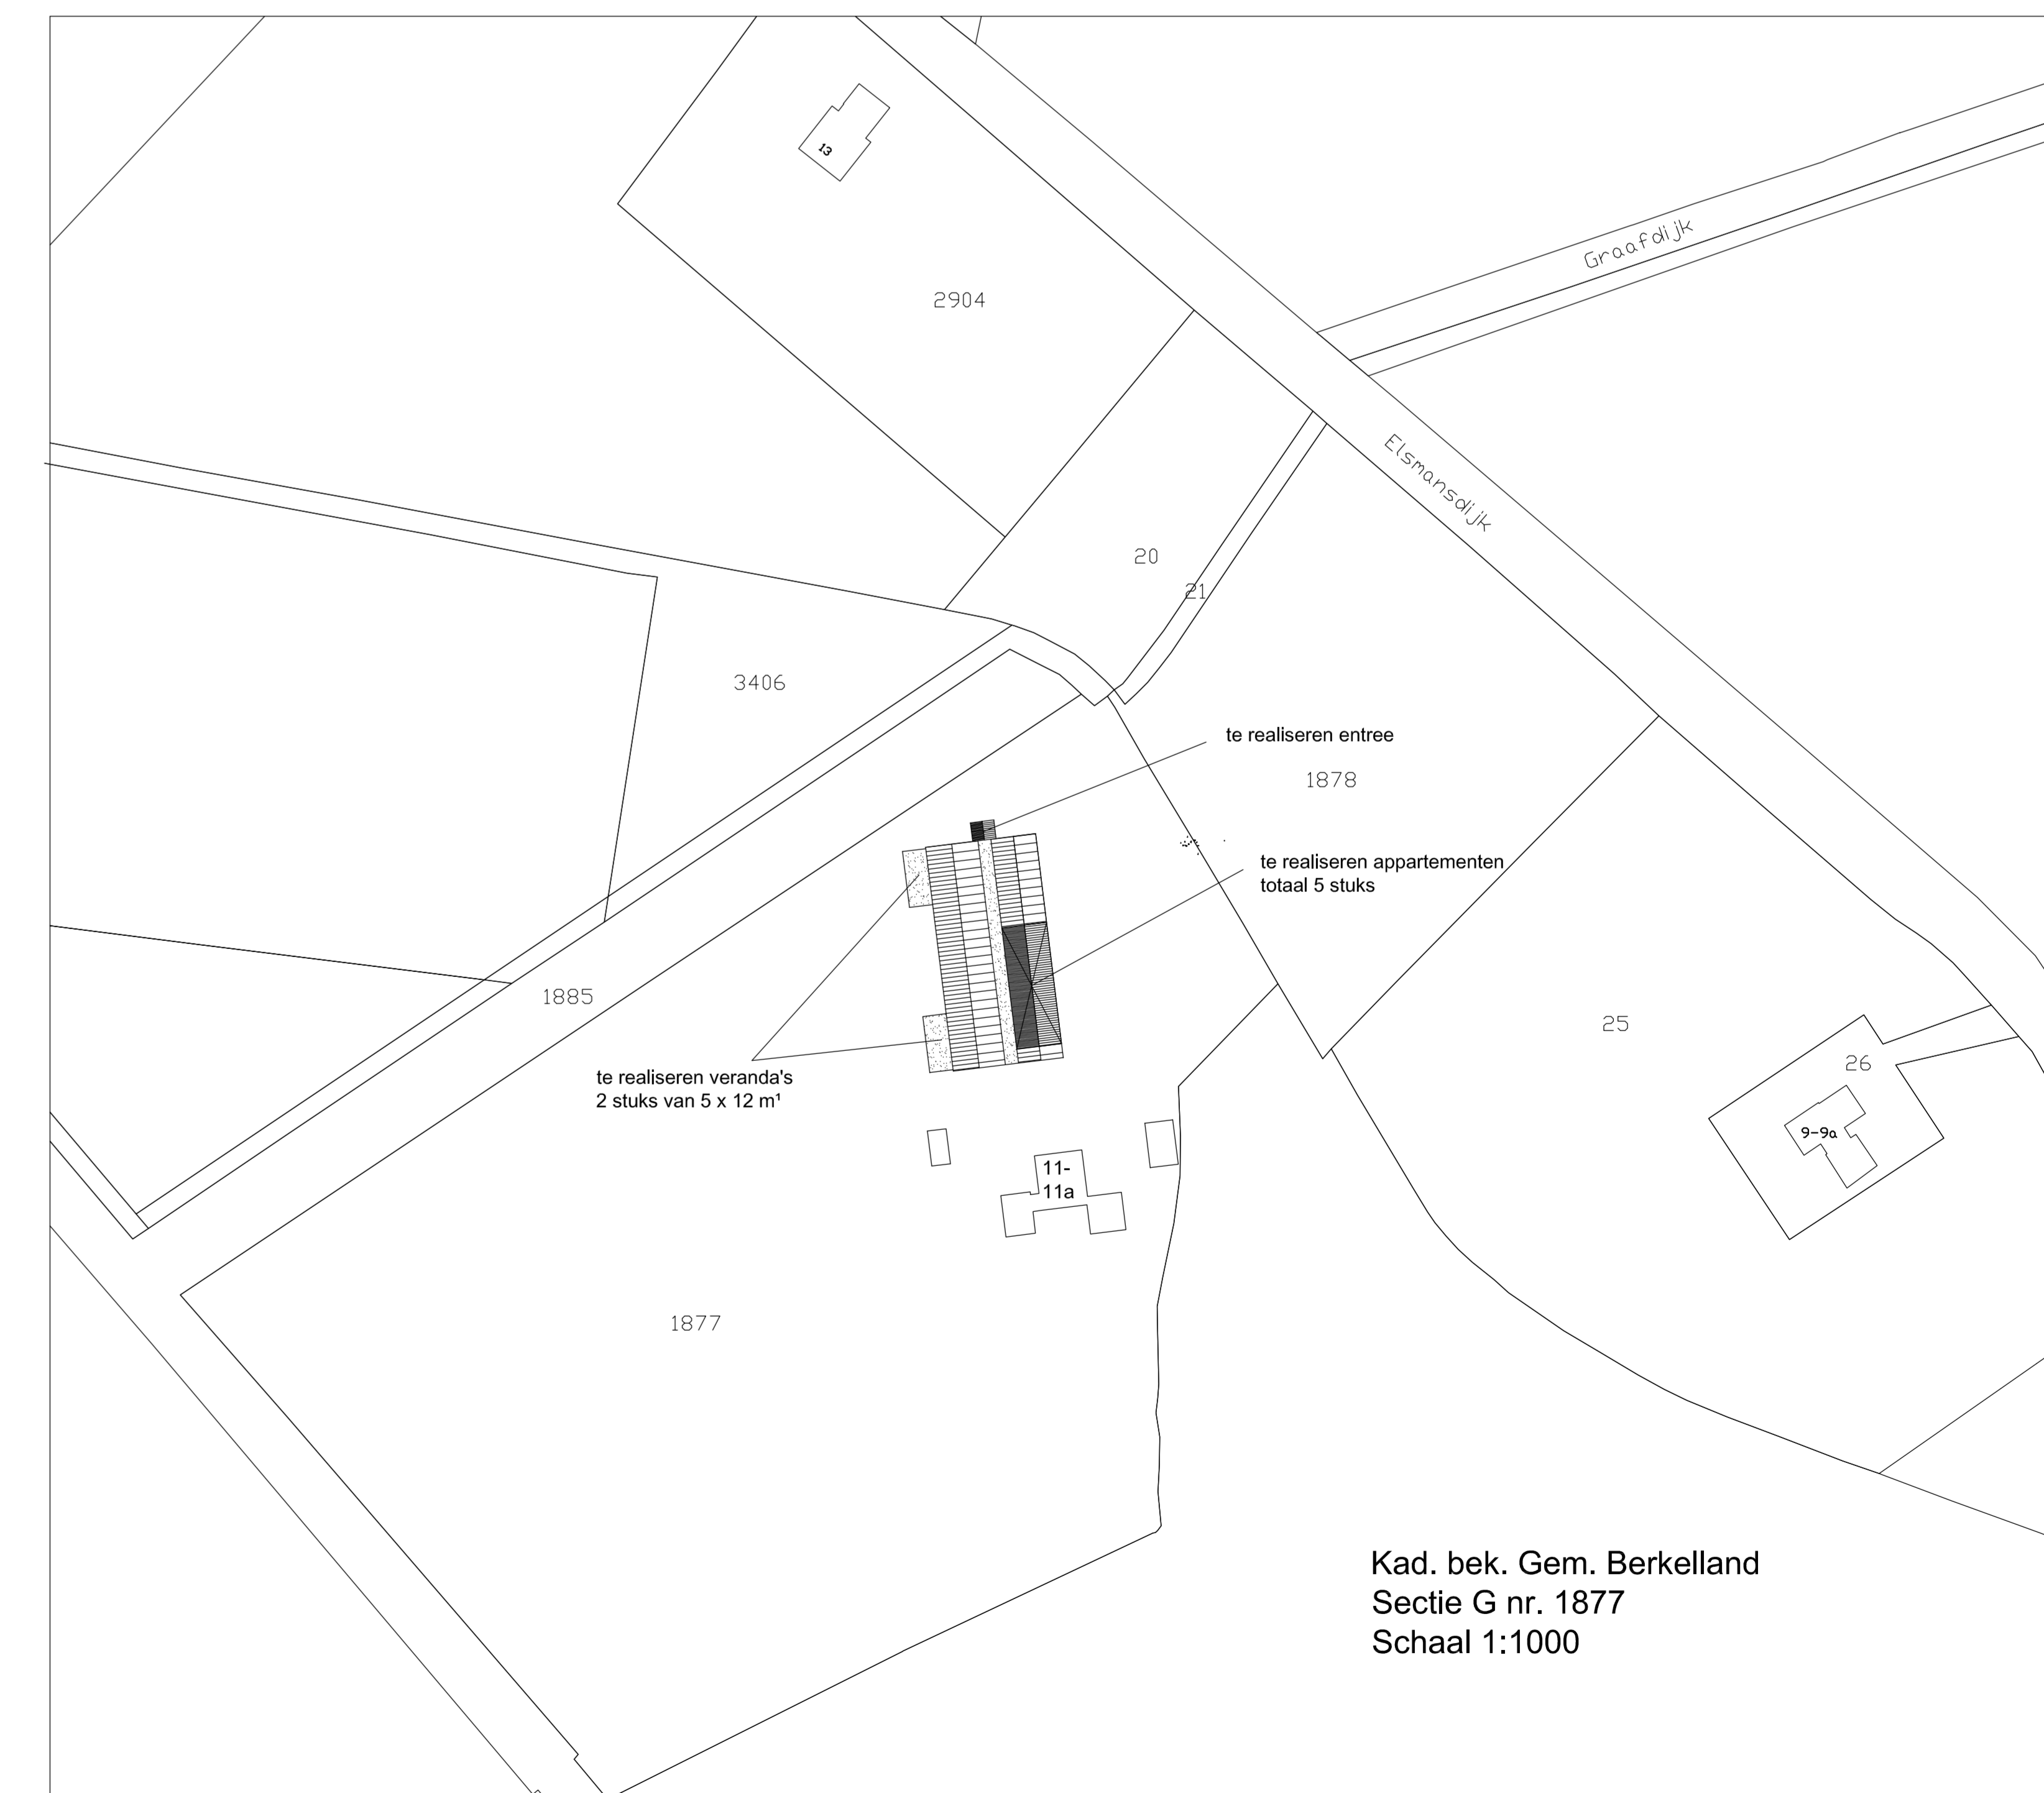 13
Graafdijk
2904
Elsmansdijk
20
21
3406
te realiseren entree
1878
te realiseren appartementen
totaal 5 stuks
1885
25
26
te realiseren veranda's
2 stuks van 5 x 12 m¹
9-9a
11-
11a
1877
Kad. bek. Gem. Berkelland
Sectie G nr. 1877
Schaal 1:1000